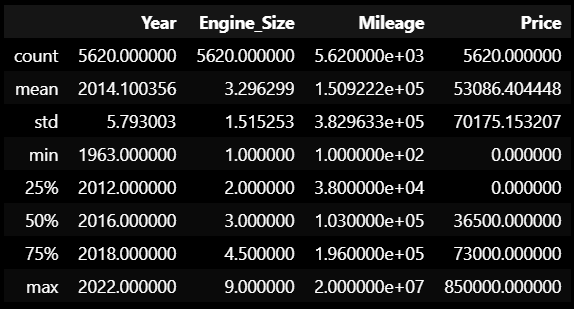 Year Engine_Size Mileage Price
count 5620.000000 5620.000000 5.620000e+03 5620.000000
mean 2014.100356 3.296299 1.509222e+05 53086.404448
std 5.793003 1.515253 3.829633e+05 70175.153207
min 1963.000000 1.000000 1.000000e+02 0.000000
25% 2012.000000 2.000000 3.800000e+04 0.000000
50% 2016.000000 3.000000 1.030000e+05 36500.000000
75% 2018.000000 4.500000 1.960000e+05 73000.000000
max 2022.000000 9.000000 2.000000e+07 850000.000000